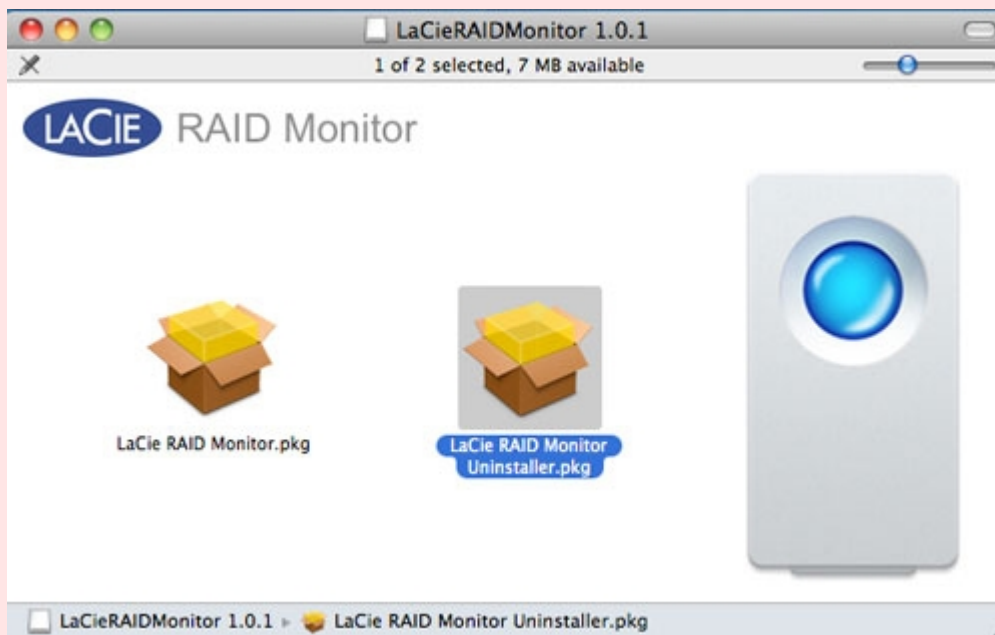 LaCieRAIDMonitor 1.0.1
1 of 2 selected, 7 MB available
LACIE RAID Monitor
LaCie RAID Monitor.pkg
LaCie RAID Monitor
Uninstaller.pkg
LaCieRAIDMonitor 1.0.1 ▸ LaCie RAID Monitor Uninstaller.pkg